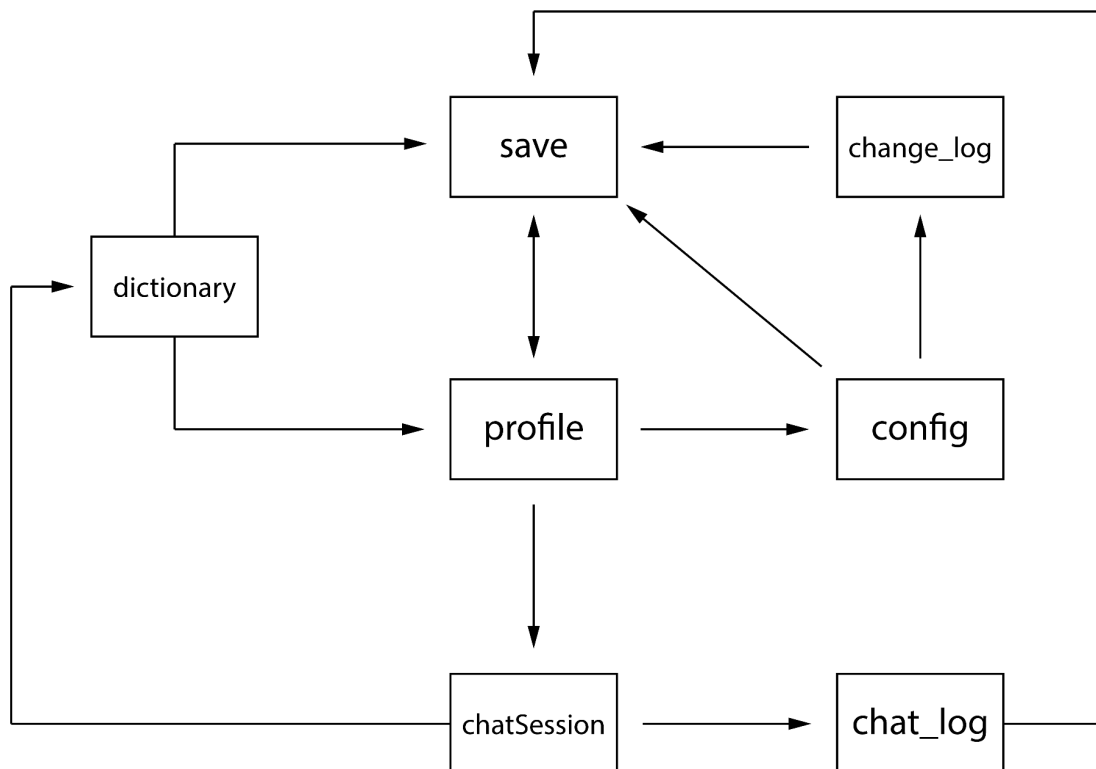 save
change_log
dictionary
profile
config
chatSession
chat_log